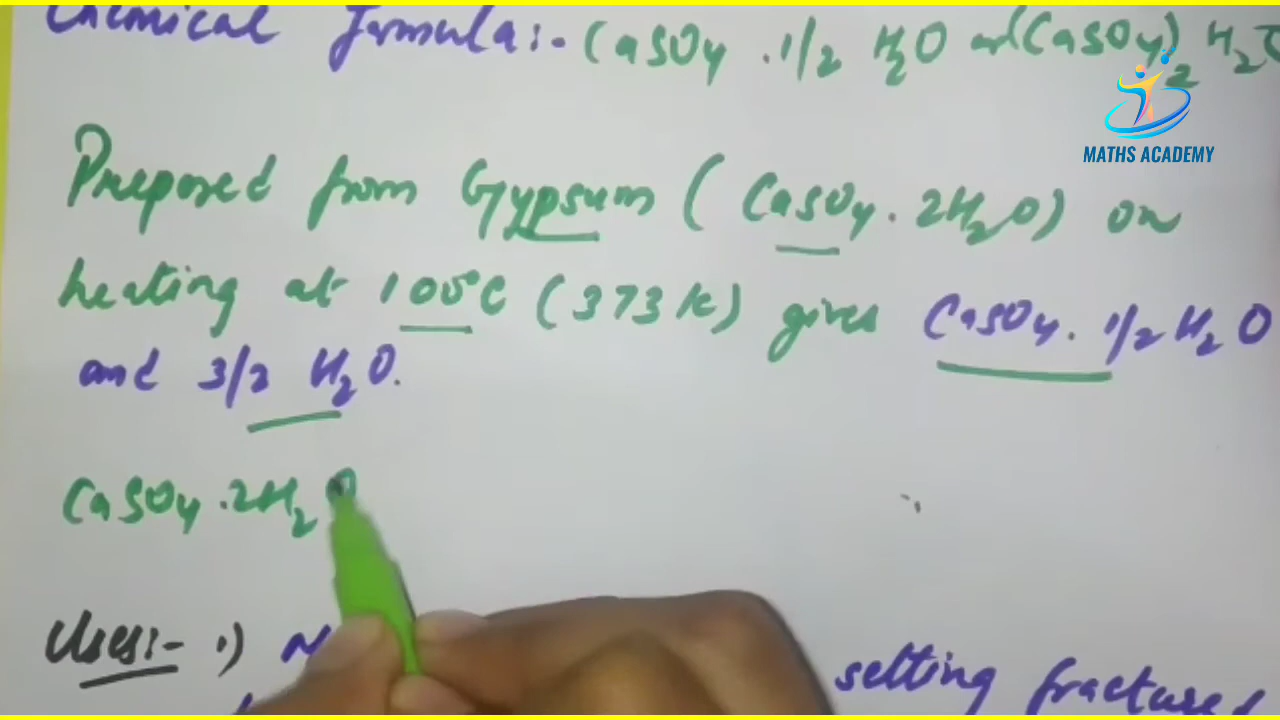 Chemical formula:- CaSO4 .1/2 H2O or (CaSO4)2 H2O
MATHS ACADEMY
Prepared from Gypsum (CaSO4. 2H2O) on
heating at 100°C (373 K) gives CaSO4. 1/2 H2O
and 3/2 H2O.
CaSO4 .2H2O
Uses:- 1) setting fractured